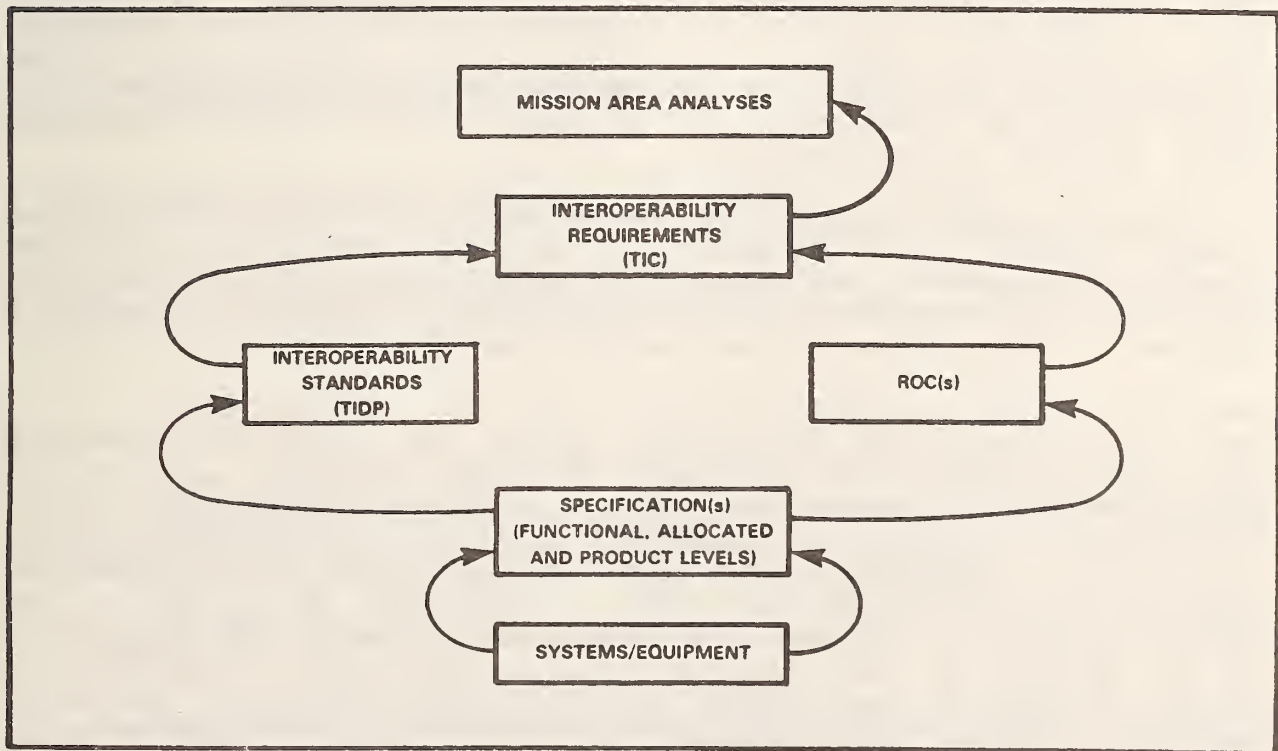 MISSION AREA ANALYSES
INTEROPERABILITY
REQUIREMENTS
(TIC)
INTEROPERABILITY
STANDARDS
(TIDP)
ROC(s)
SPECIFICATION(s)
(FUNCTIONAL, ALLOCATED
AND PRODUCT LEVELS)
SYSTEMS/EQUIPMENT